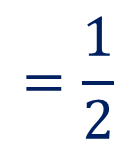 = 1/2